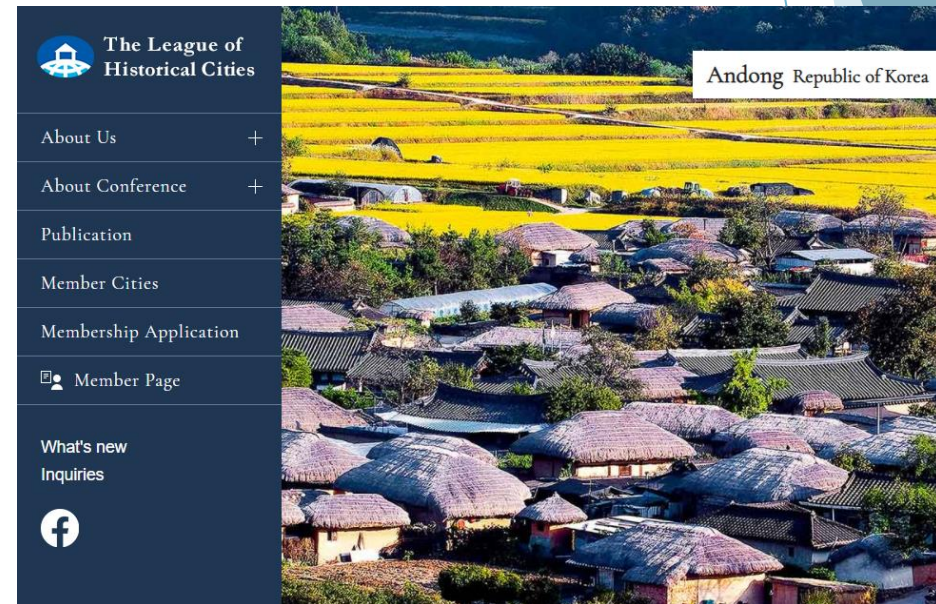 The League of
Historical Cities
About Us
About Conference
Publication
Member Cities
Membership Application
Member Page
What's new
Inquiries
Andong Republic of Korea